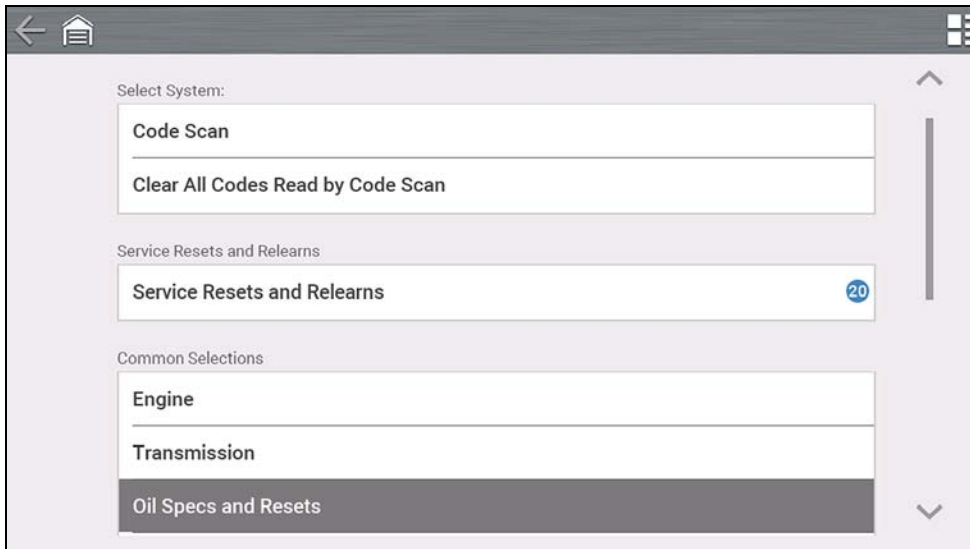 Select System:
Code Scan
Clear All Codes Read by Code Scan
Service Resets and Relearns
Service Resets and Relearns 20
Common Selections
Engine
Transmission
Oil Specs and Resets